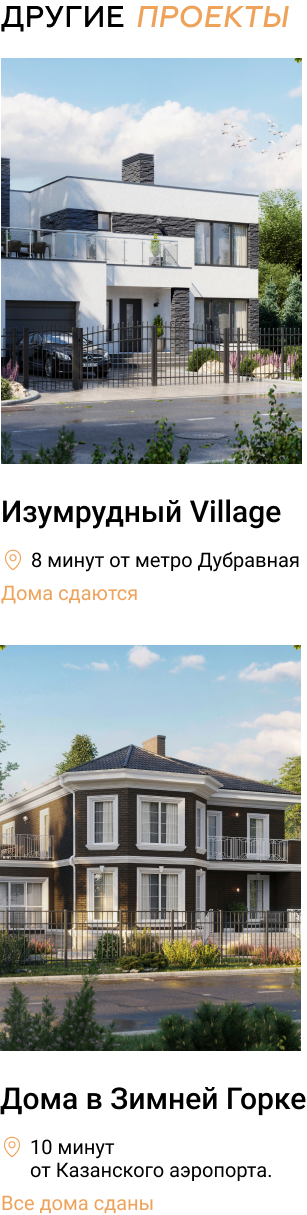 ДРУГИЕ ПРОЕКТЫ
Изумрудный Village
8 минут от метро Дубравная
Дома сдаются
Дома в Зимней Горке
10 минут
от Казанского аэропорта.
Все дома сданы